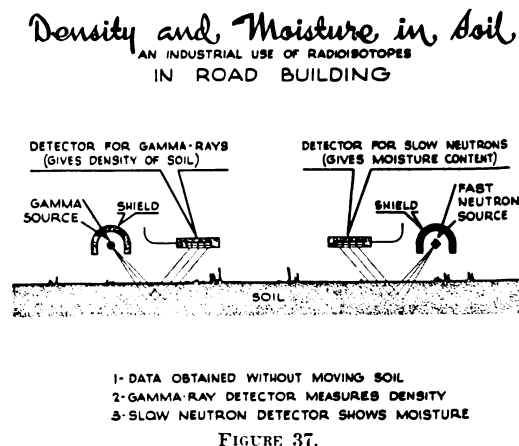 Density and Moisture in Soil
AN INDUSTRIAL USE OF RADIOISOTOPES
IN ROAD BUILDING
DETECTOR FOR GAMMA-RAYS
(GIVES DENSITY OF SOIL)
DETECTOR FOR SLOW NEUTRONS
(GIVES MOISTURE CONTENT)
GAMMA
SOURCE
SHIELD
SHIELD
FAST
NEUTRON
SOURCE
SOIL
1- DATA OBTAINED WITHOUT MOVING SOIL
2- GAMMA-RAY DETECTOR MEASURES DENSITY
3- SLOW NEUTRON DETECTOR SHOWS MOISTURE
FIGURE 37.